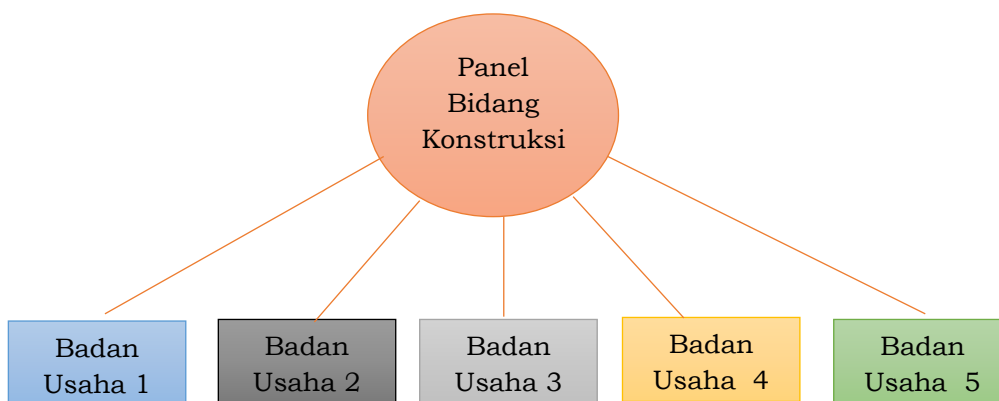 Panel
Bidang
Konstruksi
Badan
Usaha 1
Badan
Usaha 2
Badan
Usaha 3
Badan
Usaha  4
Badan
Usaha  5